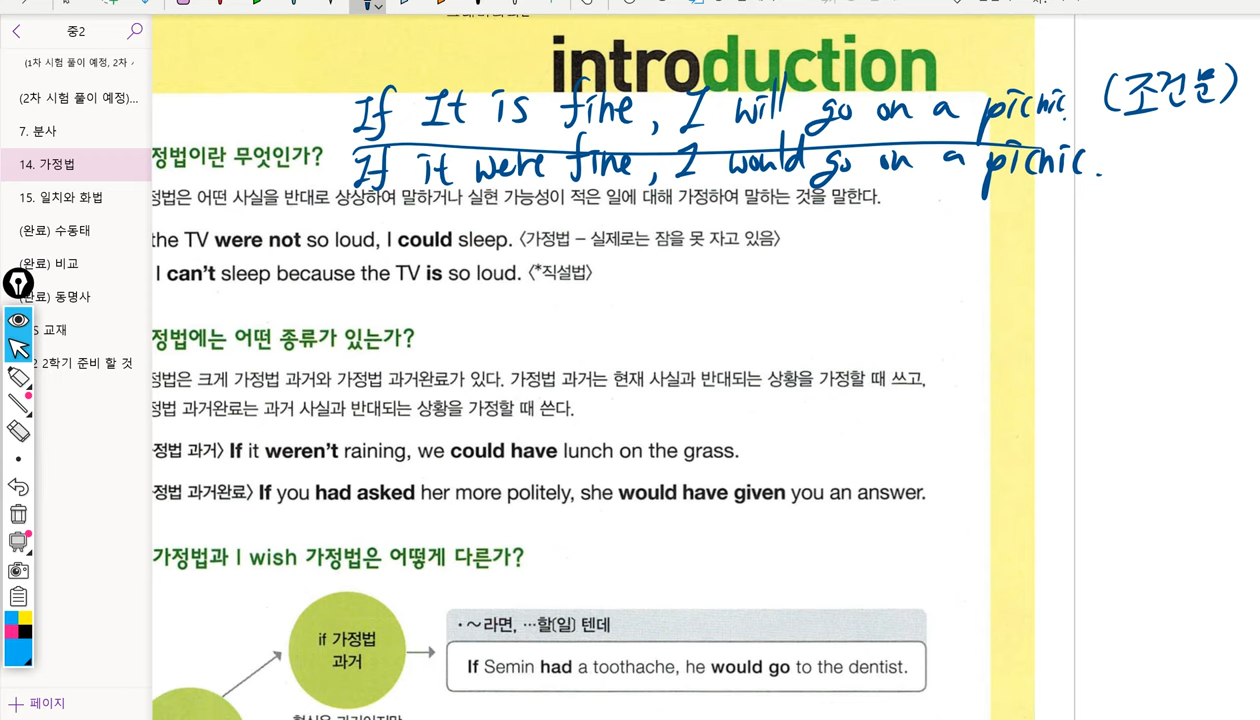 중2
(1차 시험 풀이 예정, 2차
(2차 시험 풀이 예정)...
7. 분사
14. 가정법
15. 일치와 화법
(완료) 수동태
(완료) 비교
료) 동명사
교재
2 2학기 준비 할 것
페이지
introduction
If It is fine, I will go on a picnic. (조건문)
If it were fine, I would go on a picnic.
정법이란 무엇인가?
정법은 어떤 사실을 반대로 상상하여 말하거나 실현 가능성이 적은 일에 대해 가정하여 말하는 것을 말한다.
the TV were not so loud, I could sleep. 〈가정법 – 실제로는 잠을 못 자고 있음〉
I can't sleep because the TV is so loud. 〈*직설법〉
정법에는 어떤 종류가 있는가?
정법은 크게 가정법 과거와 가정법 과거완료가 있다. 가정법 과거는 현재 사실과 반대되는 상황을 가정할 때 쓰고,
정법 과거완료는 과거 사실과 반대되는 상황을 가정할 때 쓴다.
정법 과거〉 If it weren't raining, we could have lunch on the grass.
정법 과거완료〉 If you had asked her more politely, she would have given you an answer.
가정법과 I wish 가정법은 어떻게 다른가?
if 가정법
과거
· ~라면, …할(일) 텐데
If Semin had a toothache, he would go to the dentist.